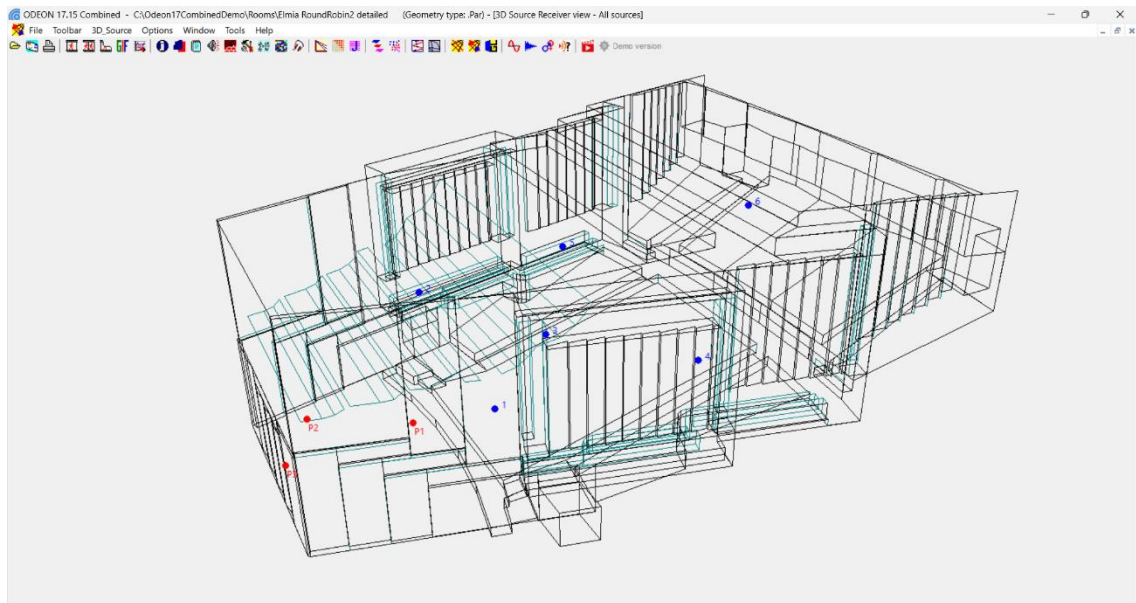 ODEON 17.15 Combined - C:\Odeon17CombinedDemo\Rooms\Elmia RoundRobin2 detailed (Geometry type: .Par) - [3D Source Receiver view - All sources]
File Toolbar 3D_Source Options Window Tools Help
Demo version
6
5
2
3
4
1
P2
P1
P3